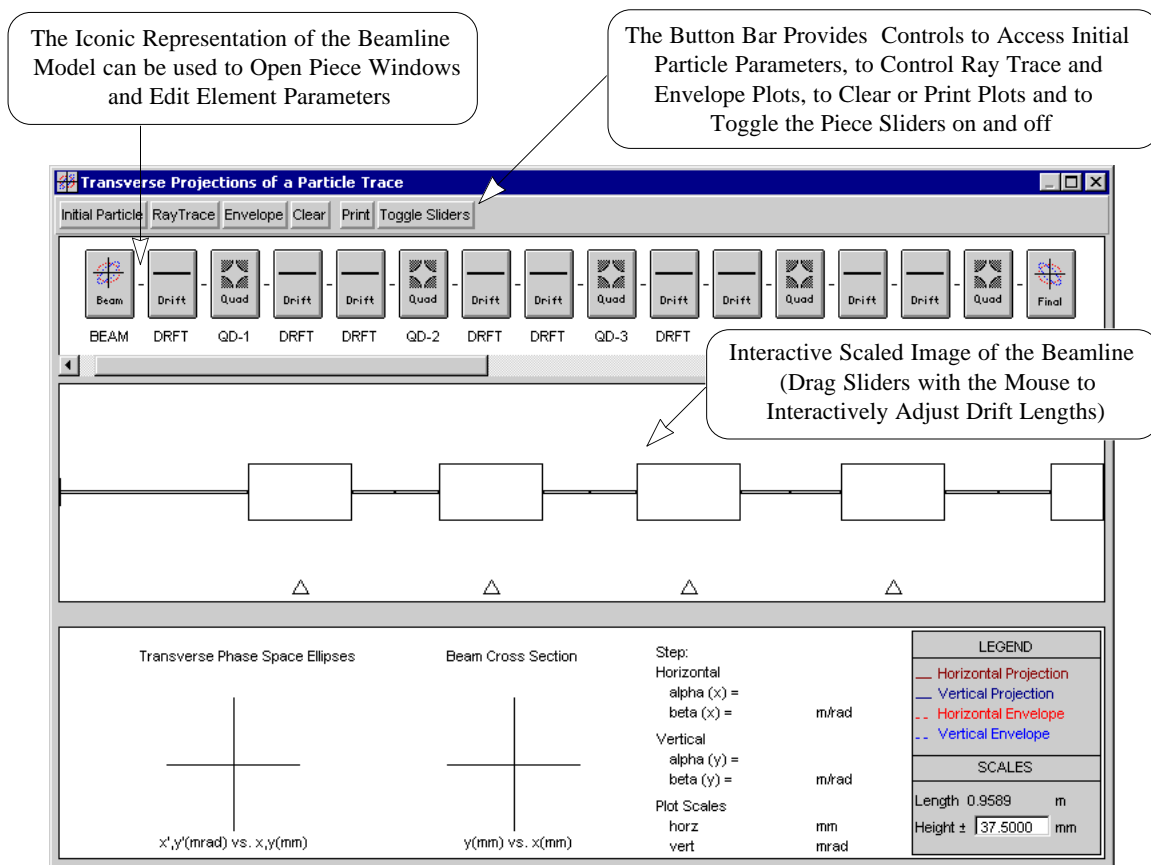 The Iconic Representation of the Beamline
Model can be used to Open Piece Windows
and Edit Element Parameters
The Button Bar Provides Controls to Access Initial
Particle Parameters, to Control Ray Trace and
Envelope Plots, to Clear or Print Plots and to
Toggle the Piece Sliders on and off
Transverse Projections of a Particle Trace
Initial Particle RayTrace Envelope Clear Print Toggle Sliders
Beam Drift Quad Drift Drift Quad Drift Drift Quad Drift Drift Quad Drift Drift Quad Final
BEAM DRFT QD-1 DRFT DRFT QD-2 DRFT DRFT QD-3 DRFT
Interactive Scaled Image of the Beamline
(Drag Sliders with the Mouse to
Interactively Adjust Drift Lengths)
Transverse Phase Space Ellipses
x',y'(mrad) vs. x,y(mm)
Beam Cross Section
y(mm) vs. x(mm)
Step:
Horizontal
alpha (x) =
beta (x) = m/rad
Vertical
alpha (y) =
beta (y) = m/rad
Plot Scales
horz mm
vert mrad
LEGEND
Horizontal Projection
Vertical Projection
Horizontal Envelope
Vertical Envelope
SCALES
Length 0.9589 m
Height ± 37.5000 mm